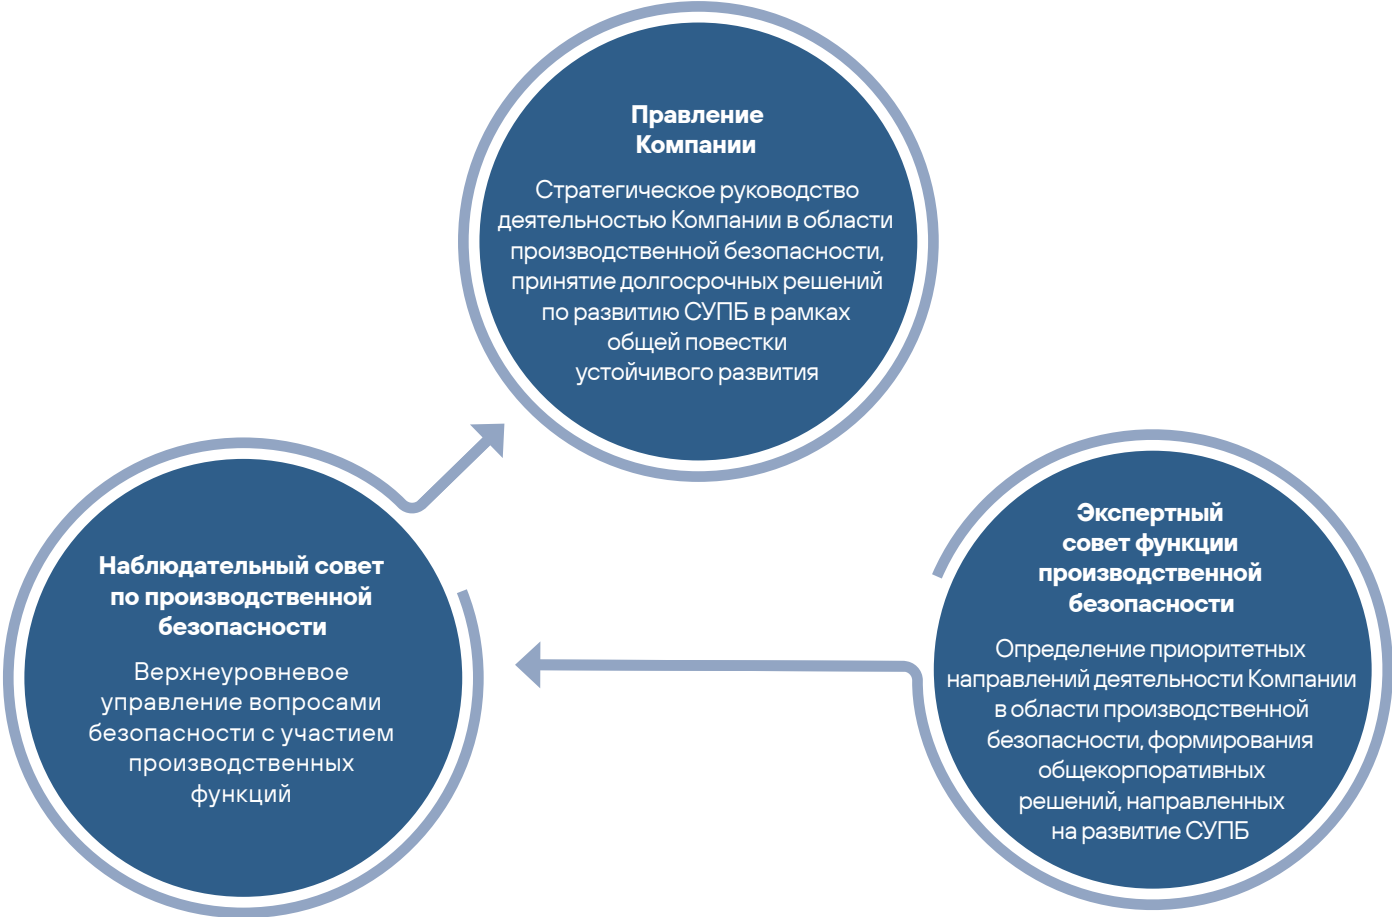 Правление
Компании
Стратегическое руководство
деятельностью Компании в области
производственной безопасности,
принятие долгосрочных решений
по развитию СУПБ в рамках
общей повестки
устойчивого развития
Наблюдательный совет
по производственной
безопасности
Верхнеуровневое
управление вопросами
безопасности с участием
производственных
функций
Экспертный
совет функции
производственной
безопасности
Определение приоритетных
направлений деятельности Компании
в области производственной
безопасности, формирования
общекорпоративных
решений, направленных
на развитие СУПБ